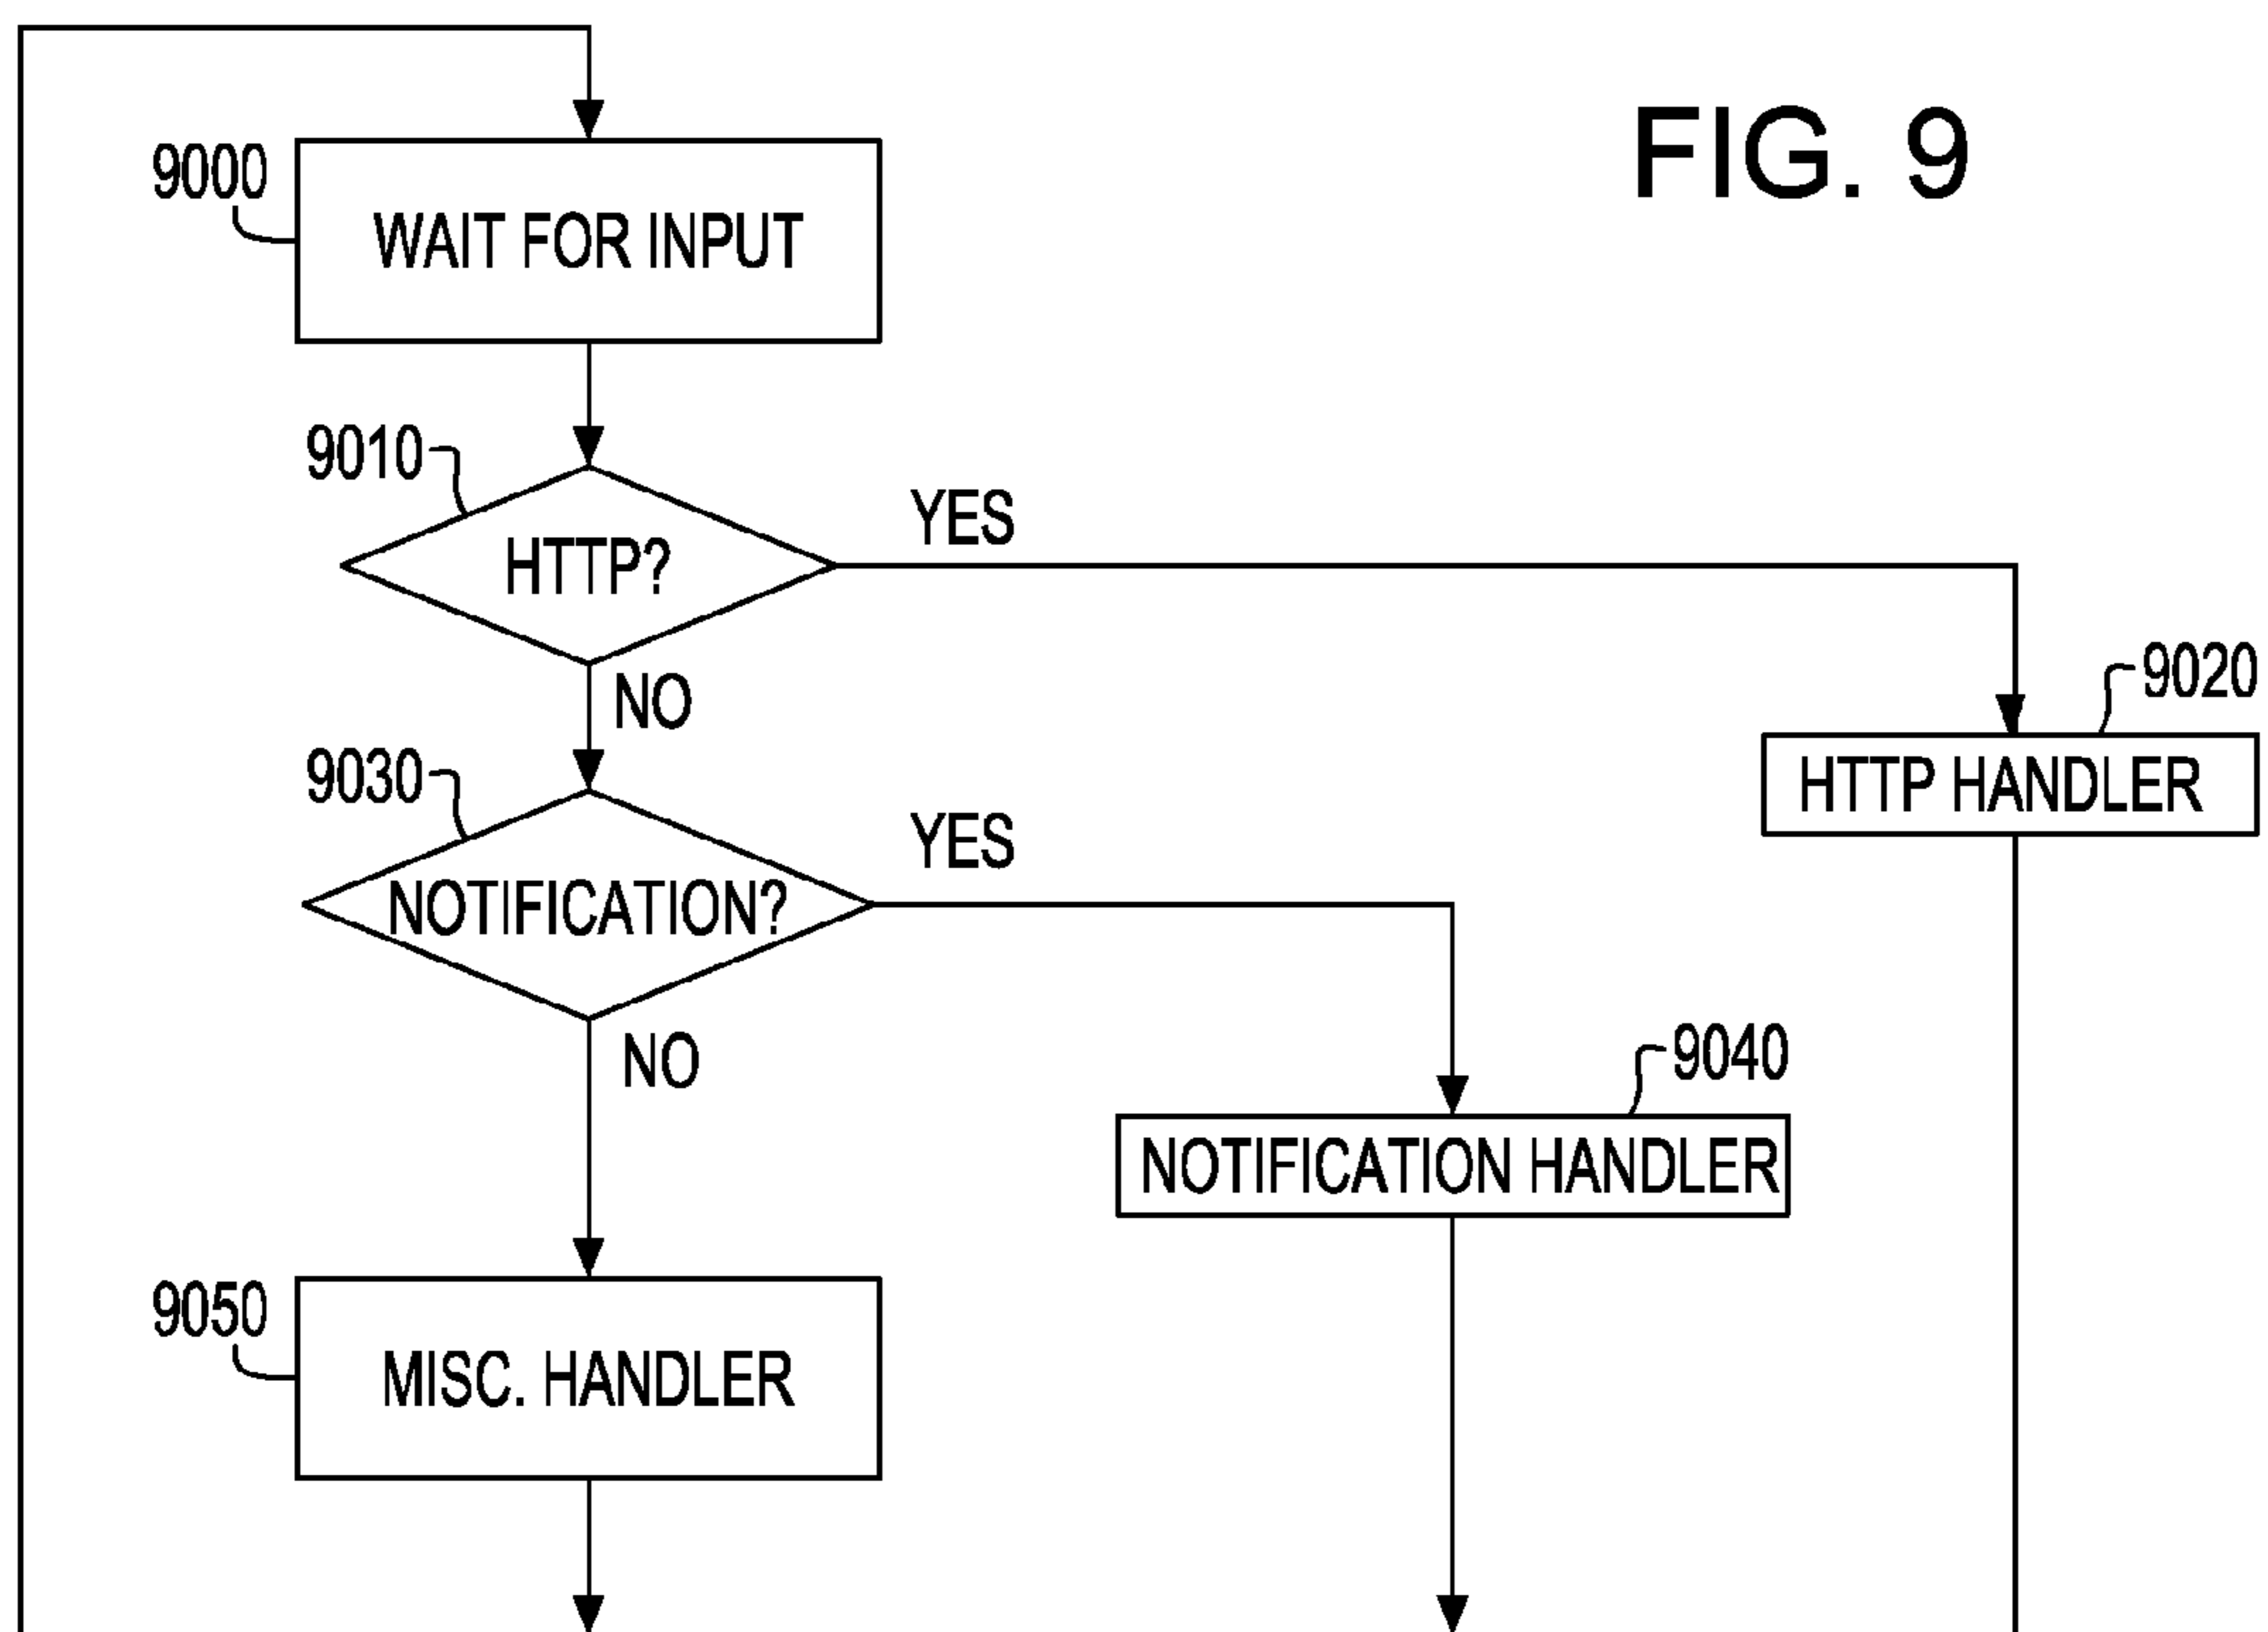 FIG. 9
9000
WAIT FOR INPUT
9010
HTTP?
YES
NO
9020
HTTP HANDLER
9030
NOTIFICATION?
YES
NO
9040
NOTIFICATION HANDLER
9050
MISC. HANDLER